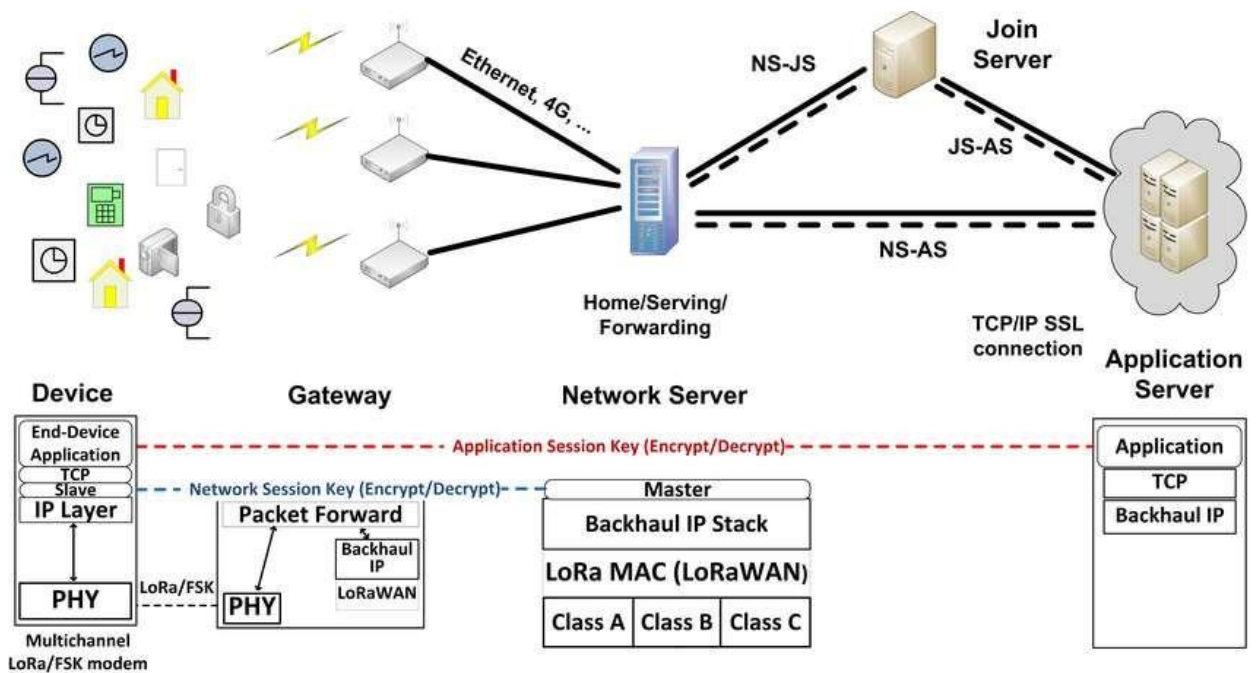 Ethernet, 4G, ...
NS-JS
Join
Server
JS-AS
NS-AS
Home/Serving/
Forwarding
TCP/IP SSL
connection
Device
Gateway
Network Server
Application
Server
End-Device
Application
TCP
Slave
IP Layer
PHY
Multichannel
LoRa/FSK modem
Application Session Key (Encrypt/Decrypt)
Network Session Key (Encrypt/Decrypt)
LoRa/FSK
Packet Forward
Backhaul
IP
LoRaWAN
PHY
Master
Backhaul IP Stack
LoRa MAC (LoRaWAN)
Class A
Class B
Class C
Application
TCP
Backhaul IP